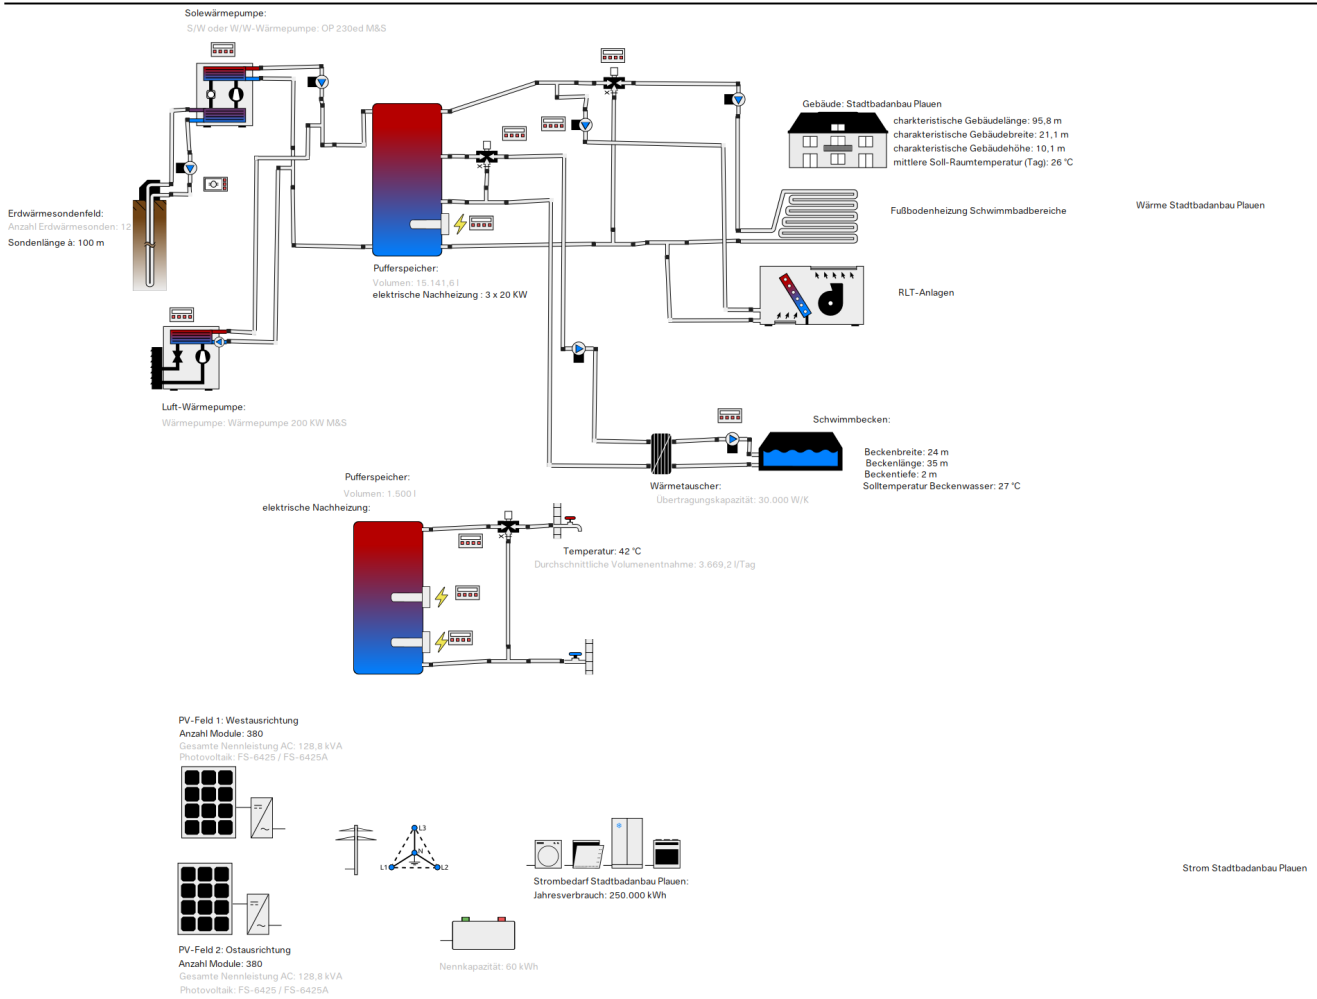 Solewärmepumpe:
S/W oder W/W-Wärmepumpe: OP 230ed M&S
Gebäude: Stadtbadanbau Plauen
charkteristische Gebäudelänge: 95,8 m
charakteristische Gebäudebreite: 21,1 m
charakteristische Gebäudehöhe: 10,1 m
mittlere Soll-Raumtemperatur (Tag): 26 °C
Erdwärmesondenfeld:
Anzahl Erdwärmesonden: 12
Sondenlänge à: 100 m
Fußbodenheizung Schwimmbadbereiche
Wärme Stadtbadanbau Plauen
Pufferspeicher:
Volumen: 15.141,6 l
elektrische Nachheizung : 3 x 20 KW
RLT-Anlagen
Luft-Wärmepumpe:
Wärmepumpe: Wärmepumpe 200 KW M&S
Schwimmbecken:
Beckenbreite: 24 m
Beckenlänge: 35 m
Beckentiefe: 2 m
Solltemperatur Beckenwasser: 27 °C
Wärmetauscher:
Übertragungskapazität: 30.000 W/K
Pufferspeicher:
Volumen: 1.500 l
elektrische Nachheizung:
Temperatur: 42 °C
Durchschnittliche Volumenentnahme: 3.669,2 l/Tag
PV-Feld 1: Westausrichtung
Anzahl Module: 380
Gesamte Nennleistung AC: 128,8 kVA
Photovoltaik: FS-6425 / FS-6425A
L3
N
L1
L2
Strombedarf Stadtbadanbau Plauen:
Jahresverbrauch: 250.000 kWh
Strom Stadtbadanbau Plauen
PV-Feld 2: Ostausrichtung
Anzahl Module: 380
Gesamte Nennleistung AC: 128,8 kVA
Photovoltaik: FS-6425 / FS-6425A
Nennkapazität: 60 kWh